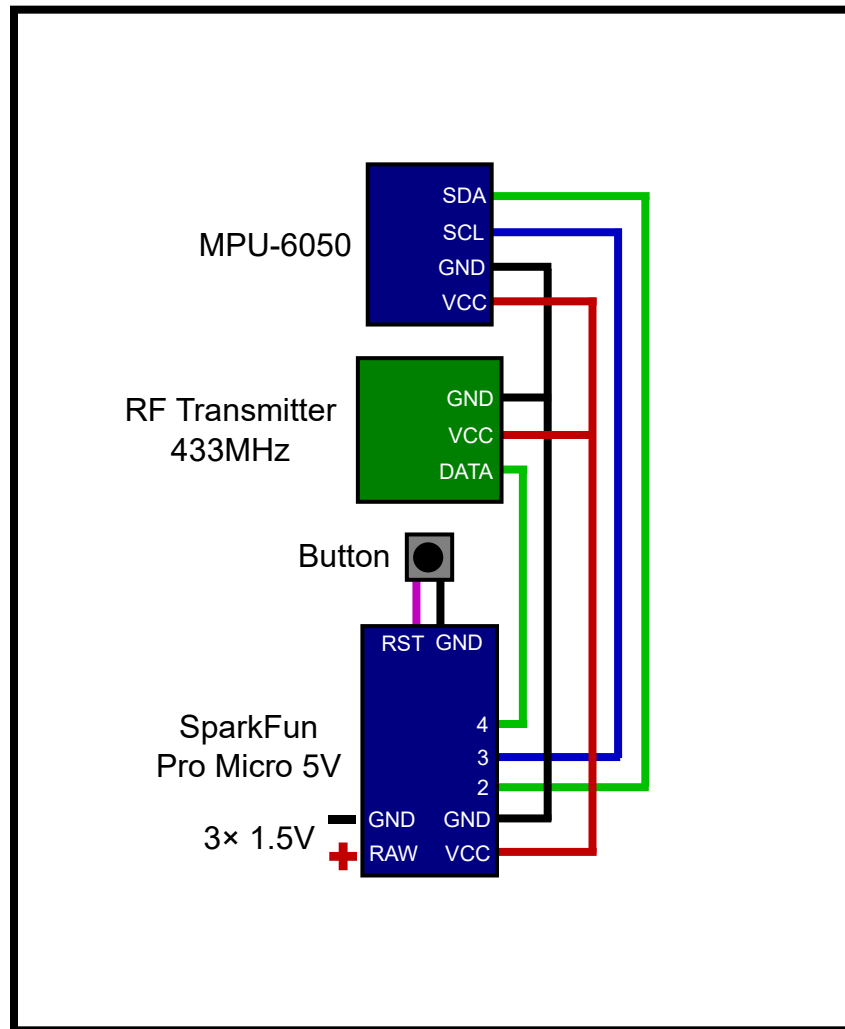 SDA
SCL
MPU-6050
GND
VCC
GND
RF Transmitter
VCC
433MHz
DATA
Button
RST GND
4
SparkFun
3
Pro Micro 5V
2
GND GND
3× 1.5V
RAW VCC